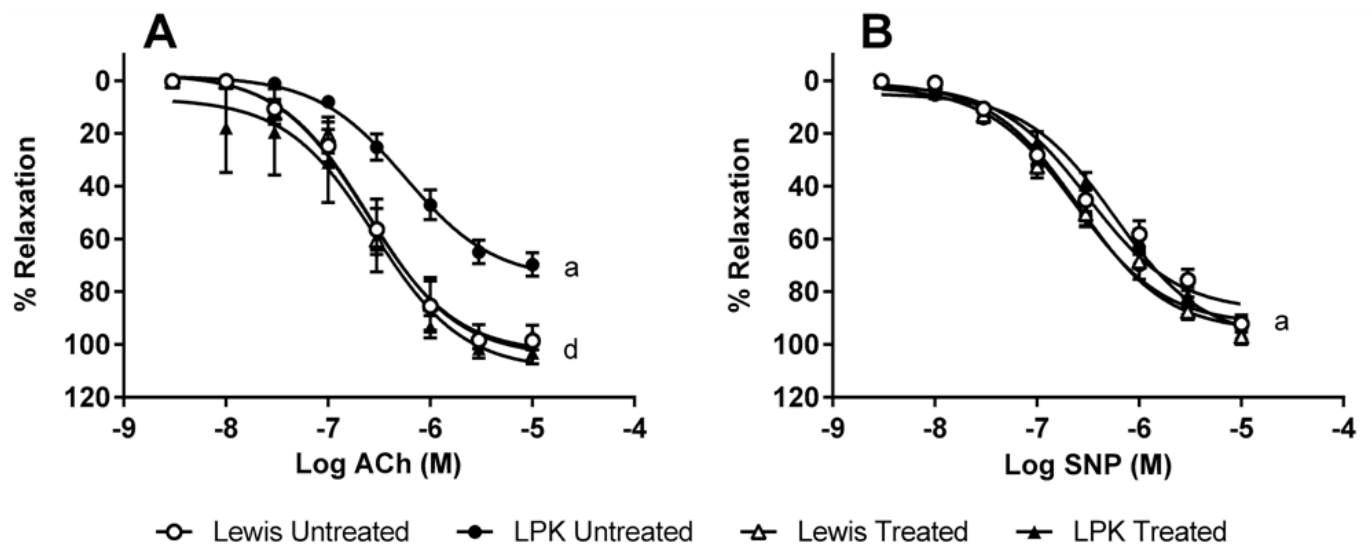 A
% Relaxation
0
20
40
60
80
100
120
a
d
-9 -8 -7 -6 -5 -4
Log ACh (M)
B
% Relaxation
0
20
40
60
80
100
120
a
-9 -8 -7 -6 -5 -4
Log SNP (M)
Lewis Untreated LPK Untreated Lewis Treated LPK Treated